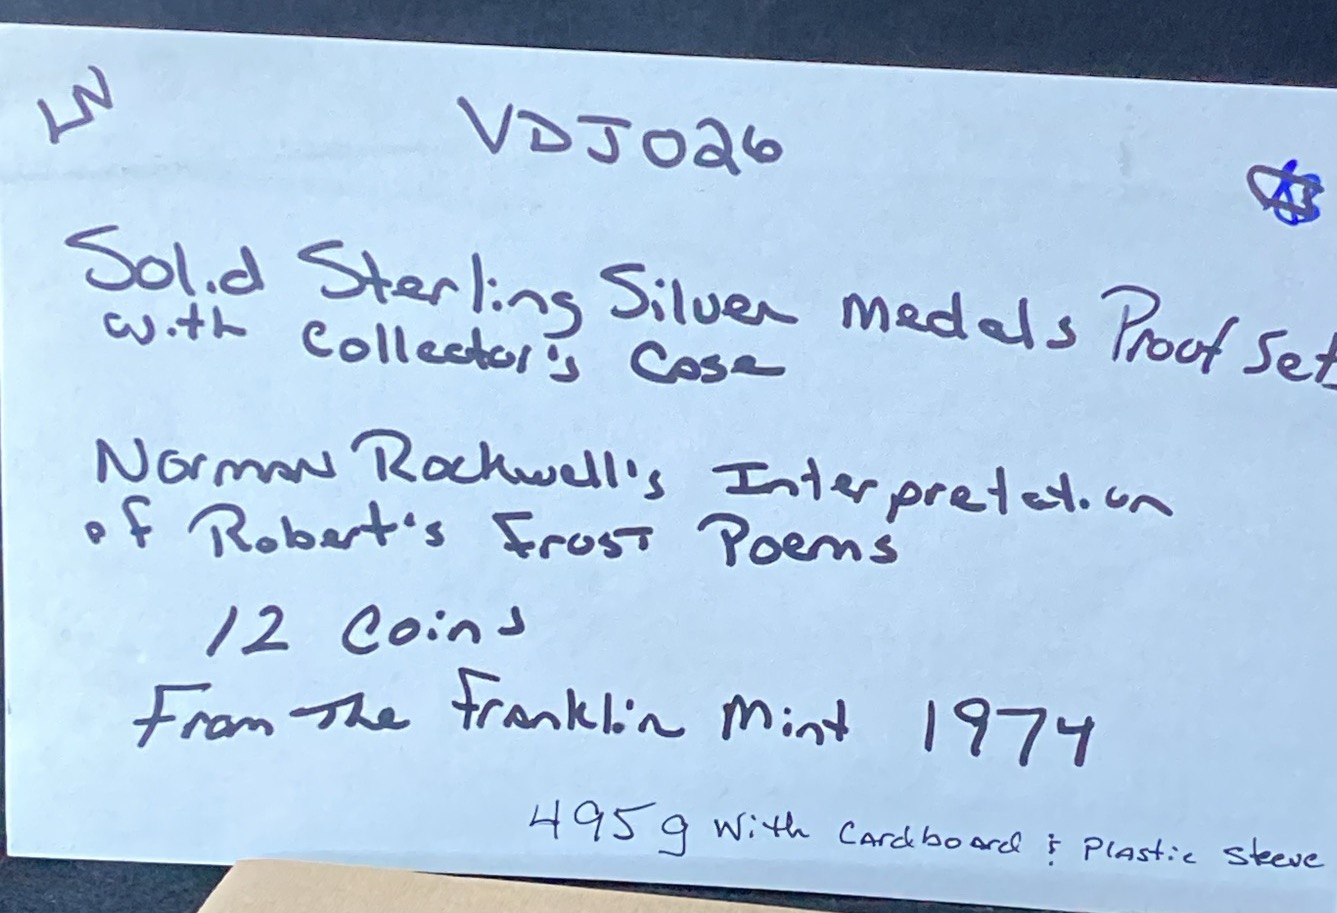 LN
VDJ026
Solid Sterling Silver Medals Proof Set
with Collector's Case
Norman Rockwell's Interpretation
of Robert's Frost Poems
12 Coins
From The Franklin Mint 1974
495g With Cardboard & Plastic Sleeve